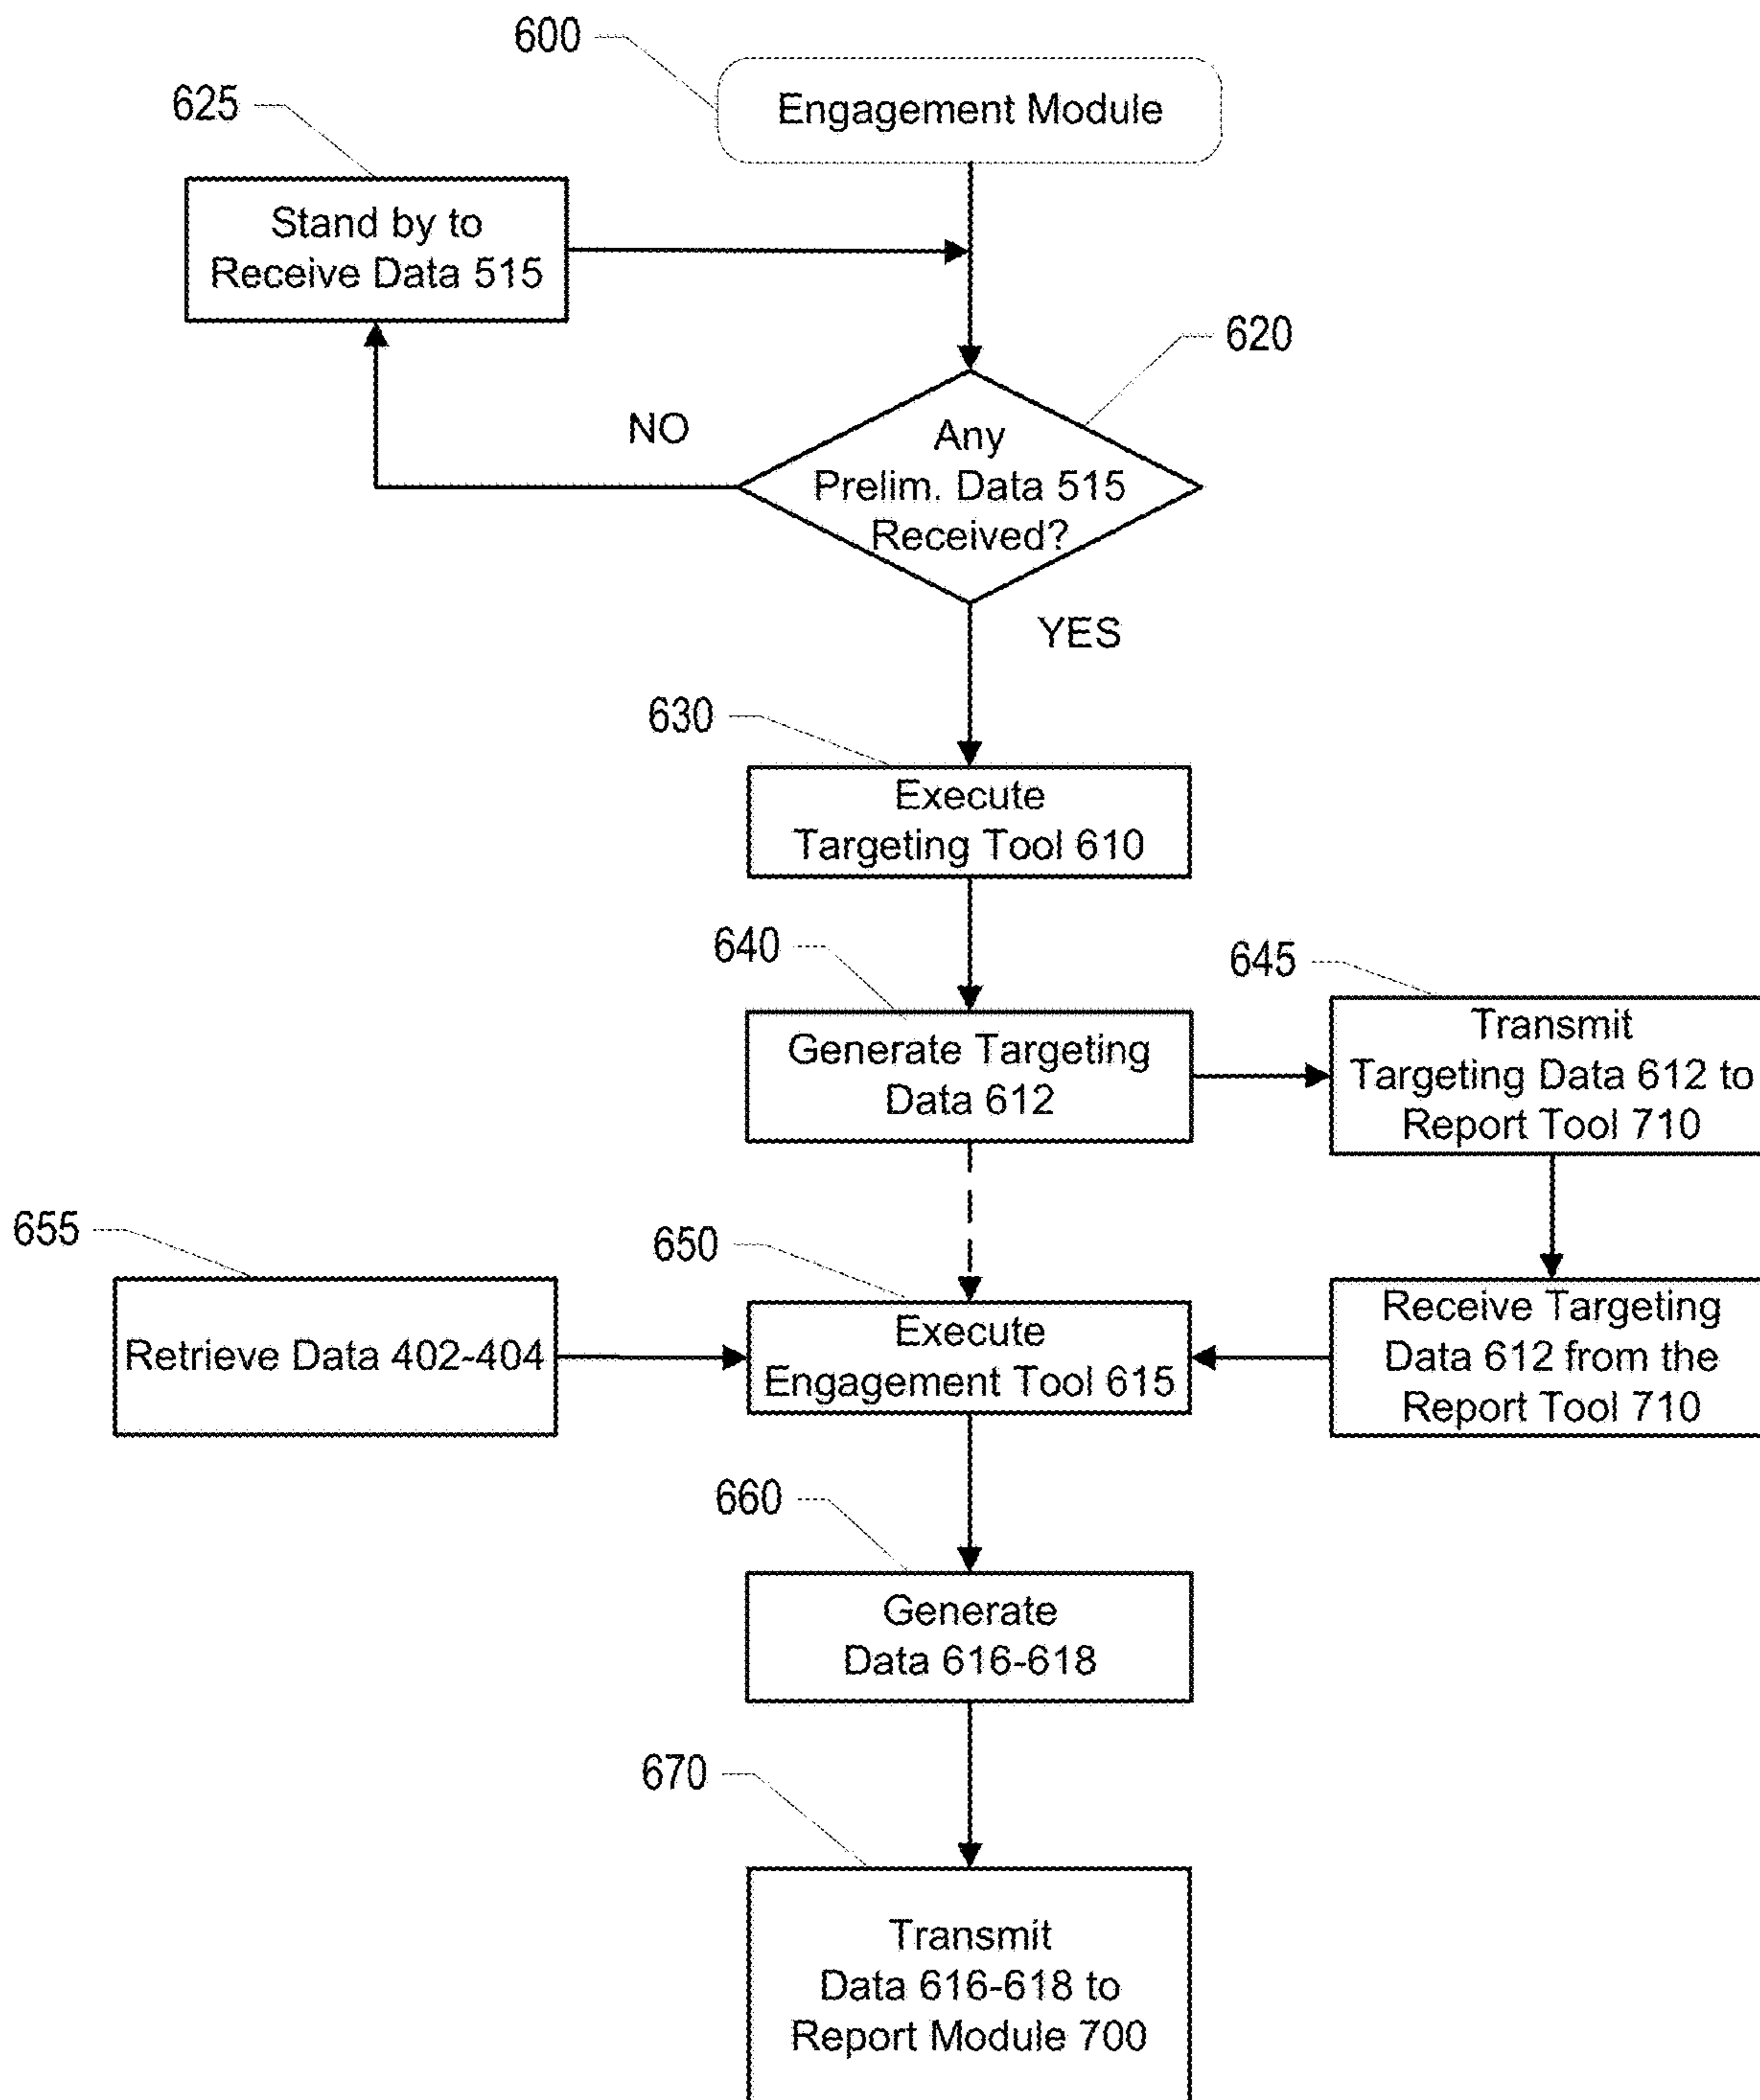 600
Engagement Module
625
Stand by to
Receive Data 515
620
NO
Any
Prelim. Data 515
Received?
YES
630
Execute
Targeting Tool 610
640
Generate Targeting
Data 612
645
Transmit
Targeting Data 612 to
Report Tool 710
655
Retrieve Data 402-404
650
Execute
Engagement Tool 615
Receive Targeting
Data 612 from the
Report Tool 710
660
Generate
Data 616-618
670
Transmit
Data 616-618 to
Report Module 700